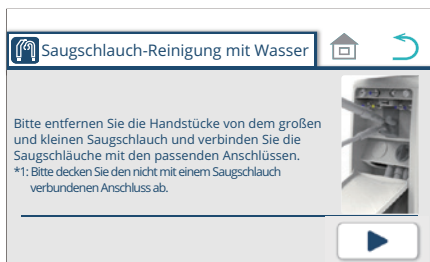 Saugschlauch-Reinigung mit Wasser
Bitte entfernen Sie die Handstücke von dem großen
und kleinen Saugschlauch und verbinden Sie die
Saugschläuche mit den passenden Anschlüssen.
*1: Bitte decken Sie den nicht mit einem Saugschlauch
verbundenen Anschluss ab.